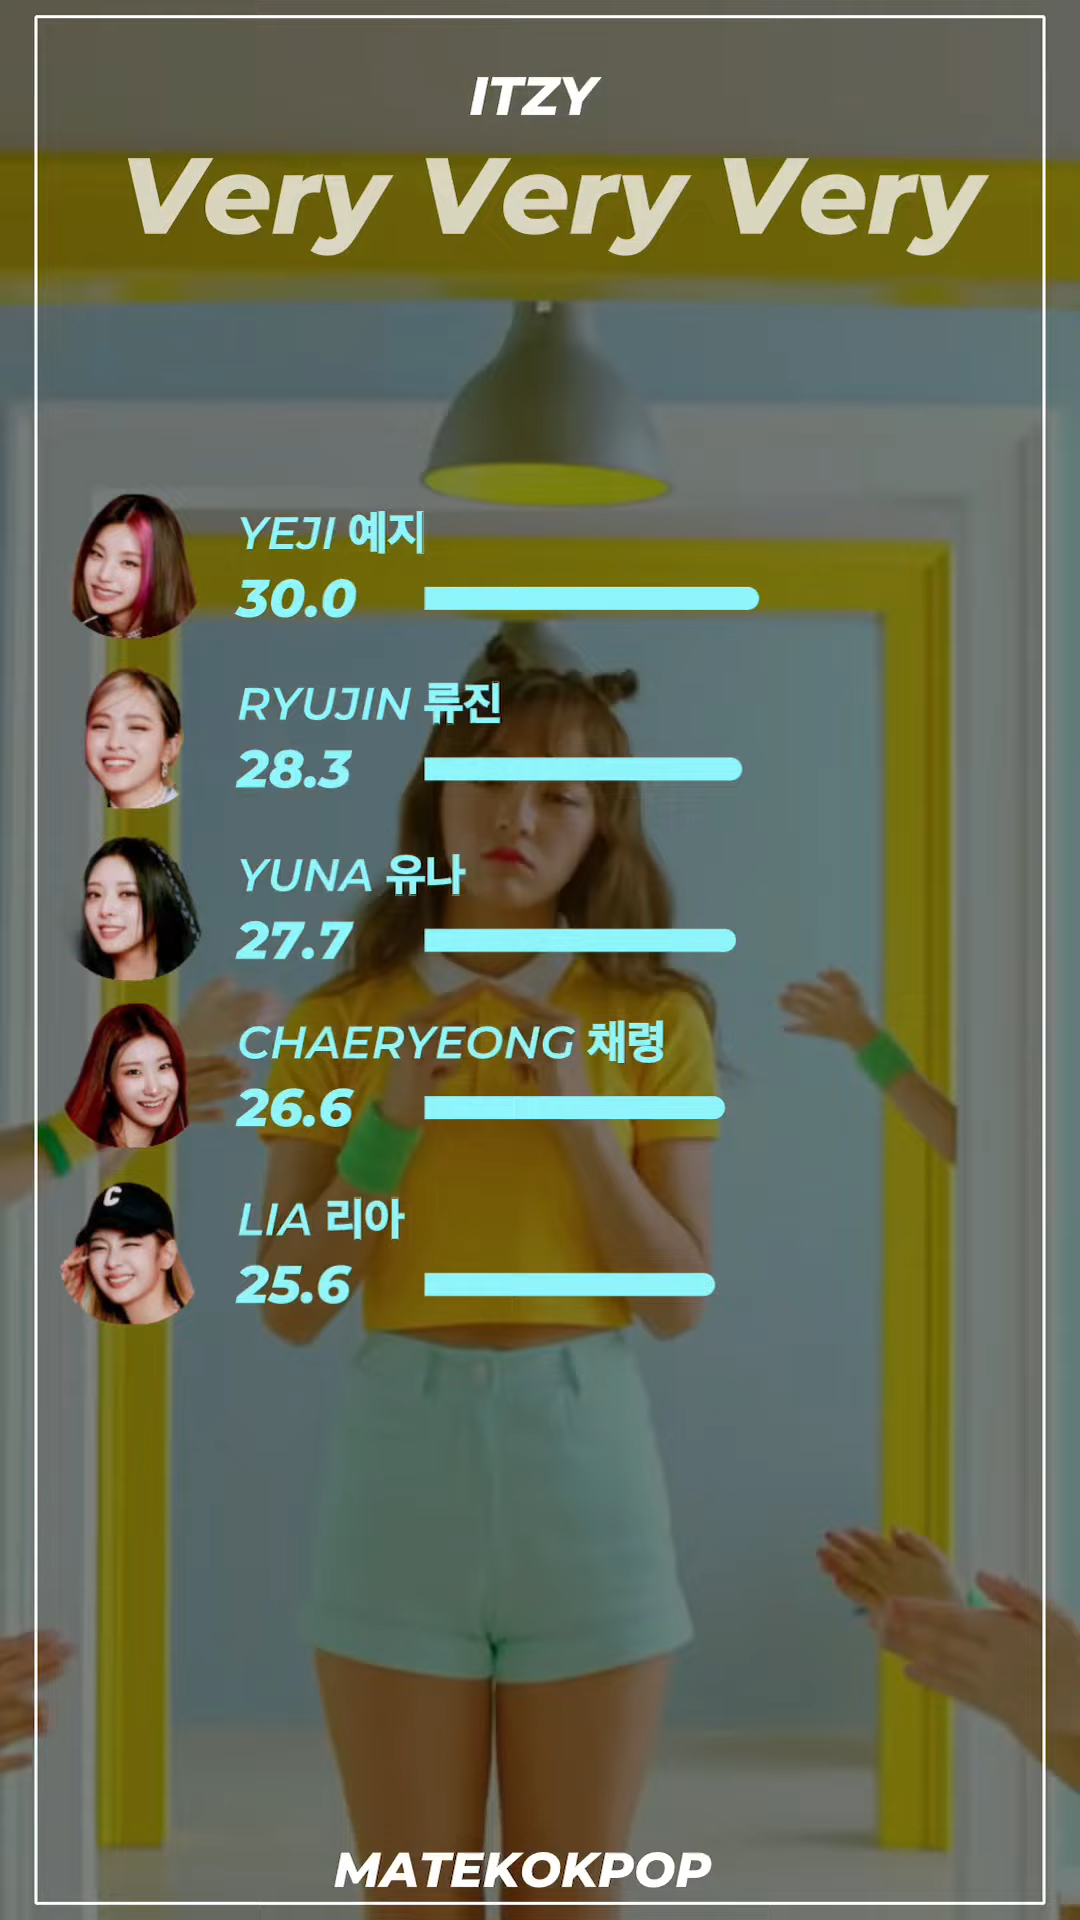 ITZY
Very Very Very
YEJI 예지
30.0
RYUJIN 류진
28.3
YUNA 유나
27.7
CHAERYEONG 채령
26.6
C
LIA 리아
25.6
MATEKOKPOP